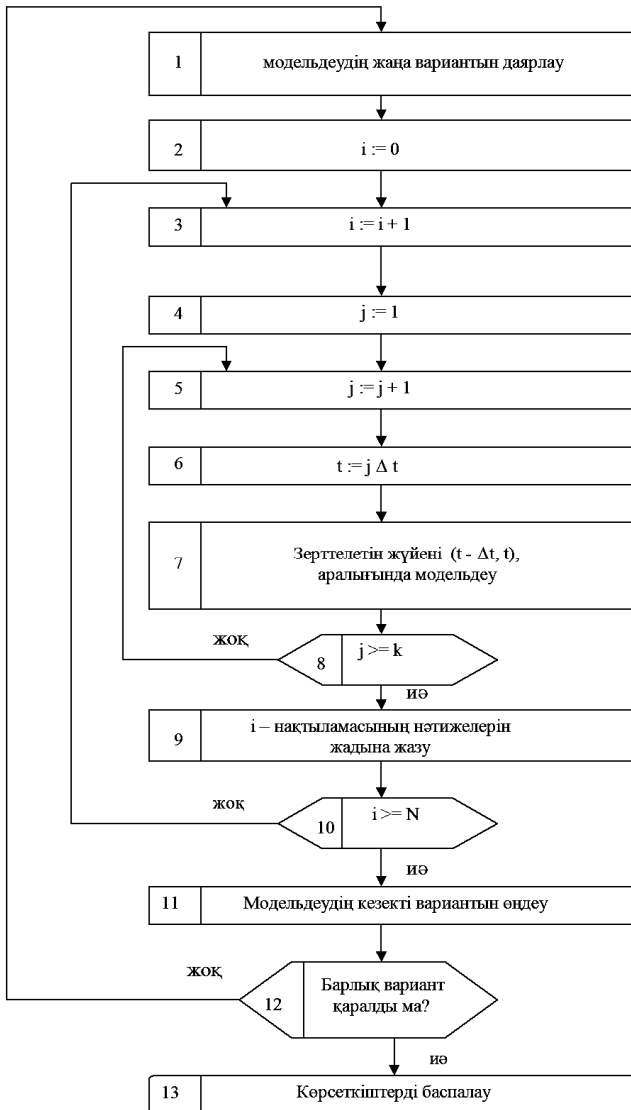 1 модельдеудің жаңа вариантын даярлау
2 i := 0
3 i := i + 1
4 j := 1
5 j := j + 1
6 t := j Δ t
7 Зерттелетін жүйені (t - Δt, t),
аралығында модельдеу
жоқ
8 j >= k
иә
9 i – нақтыламасының нәтижелерін
жадына жазу
жоқ
10 i >= N
иә
11 Модельдеудің кезекті вариантын өңдеу
жоқ
12 Барлық вариант
қаралды ма?
иә
13 Көрсеткіштерді баспалау